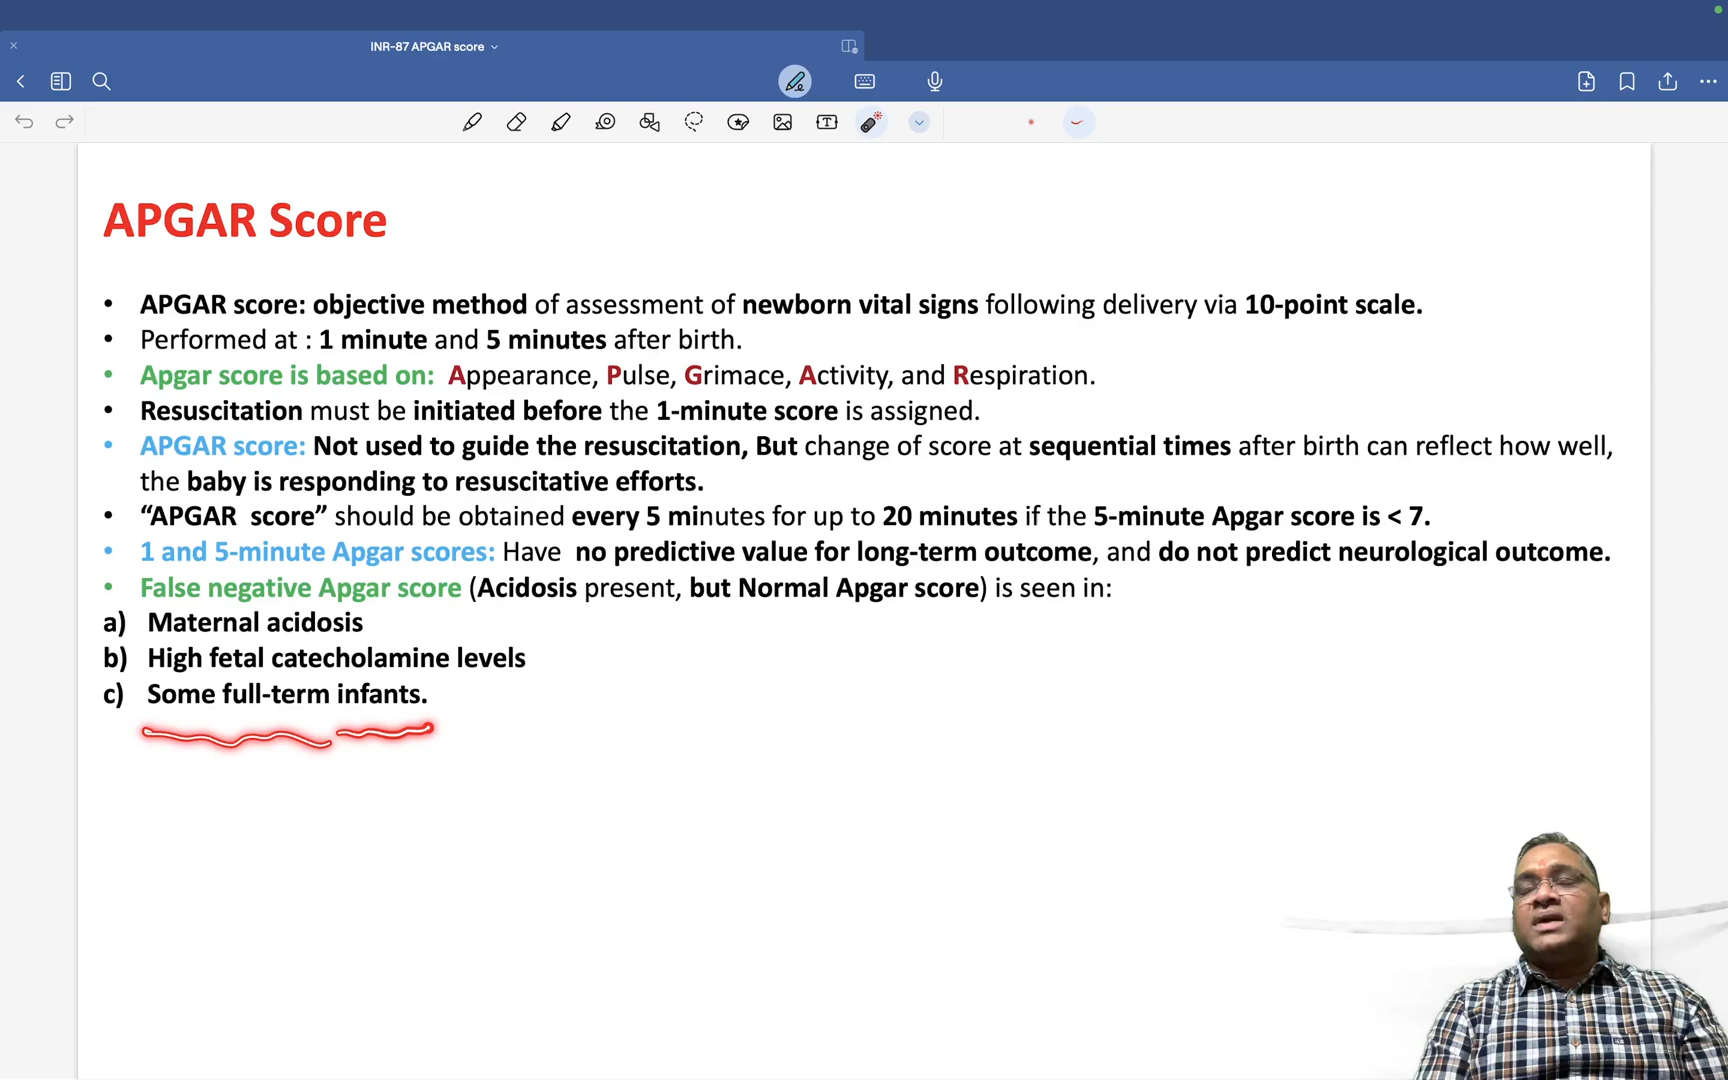 INR-87 APGAR score
APGAR Score
• APGAR score: objective method of assessment of newborn vital signs following delivery via 10-point scale.
• Performed at : 1 minute and 5 minutes after birth.
• Apgar score is based on: Appearance, Pulse, Grimace, Activity, and Respiration.
• Resuscitation must be initiated before the 1-minute score is assigned.
• APGAR score: Not used to guide the resuscitation, But change of score at sequential times after birth can reflect how well,
the baby is responding to resuscitative efforts.
• “APGAR score” should be obtained every 5 minutes for up to 20 minutes if the 5-minute Apgar score is < 7.
• 1 and 5-minute Apgar scores: Have no predictive value for long-term outcome, and do not predict neurological outcome.
• False negative Apgar score (Acidosis present, but Normal Apgar score) is seen in:
a) Maternal acidosis
b) High fetal catecholamine levels
c) Some full-term infants.